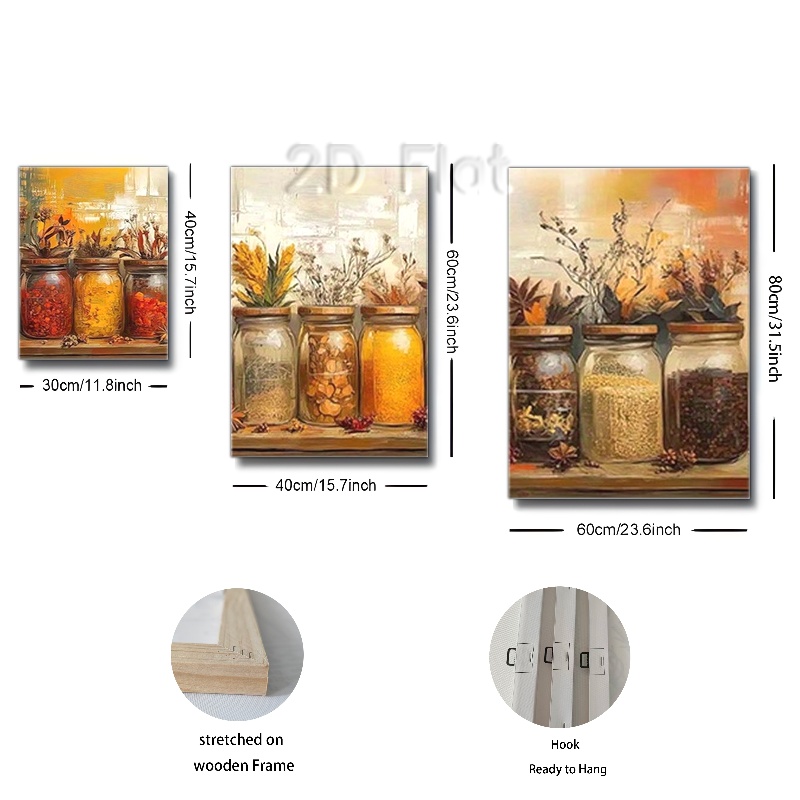 2D Flat
40cm/15.7inch
60cm/23.6inch
80cm/31.5inch
30cm/11.8inch
40cm/15.7inch
60cm/23.6inch
stretched on
wooden Frame
Hook
Ready to Hang